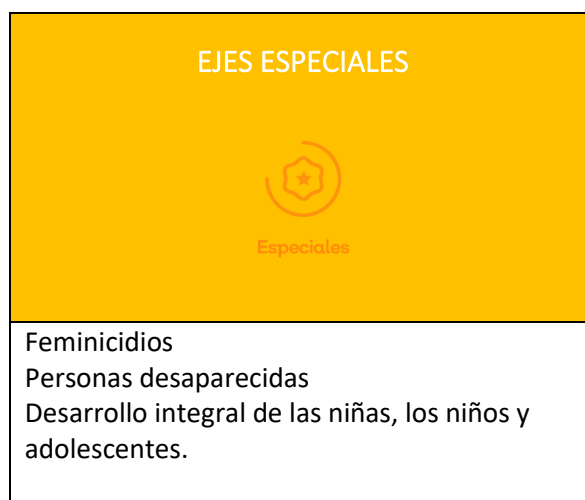 EJES ESPECIALES
Especiales
Feminicidios
Personas desaparecidas
Desarrollo integral de las niñas, los niños y
adolescentes.